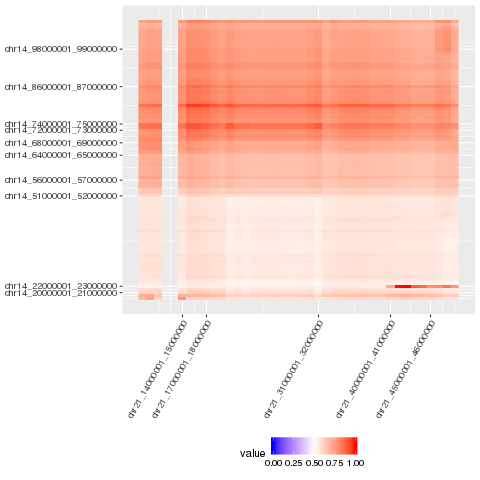 chr14_98000001_99000000
chr14_86000001_87000000
chr14_74000001_75000000
chr14_72000001_73000000
chr14_68000001_69000000
chr14_64000001_65000000
chr14_56000001_57000000
chr14_51000001_52000000
chr14_22000001_23000000
chr14_20000001_21000000
chr21_14000001_15000000
chr21_17000001_18000000
chr21_31000001_32000000
chr21_40000001_41000000
chr21_45000001_46000000
value
0.00 0.25 0.50 0.75 1.00